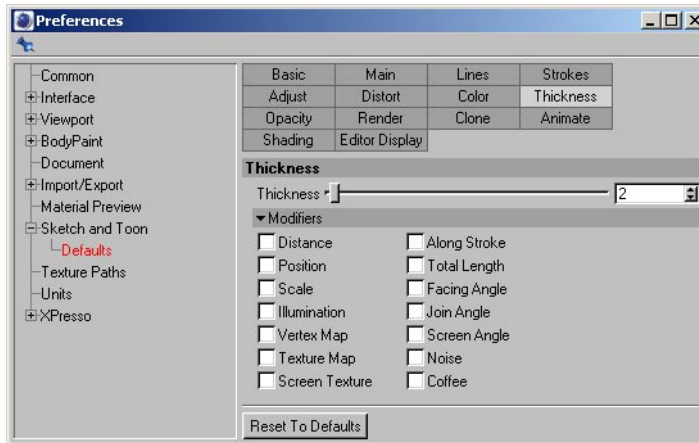 Preferences
Common
Interface
Viewport
BodyPaint
Document
Import/Export
Material Preview
Sketch and Toon
Defaults
Texture Paths
Units
XPresso
Basic Main Lines Strokes
Adjust Distort Color Thickness
Opacity Render Clone Animate
Shading Editor Display
Thickness
Thickness 2
Modifiers
Distance Along Stroke
Position Total Length
Scale Facing Angle
Illumination Join Angle
Vertex Map Screen Angle
Texture Map Noise
Screen Texture Coffee
Reset To Defaults